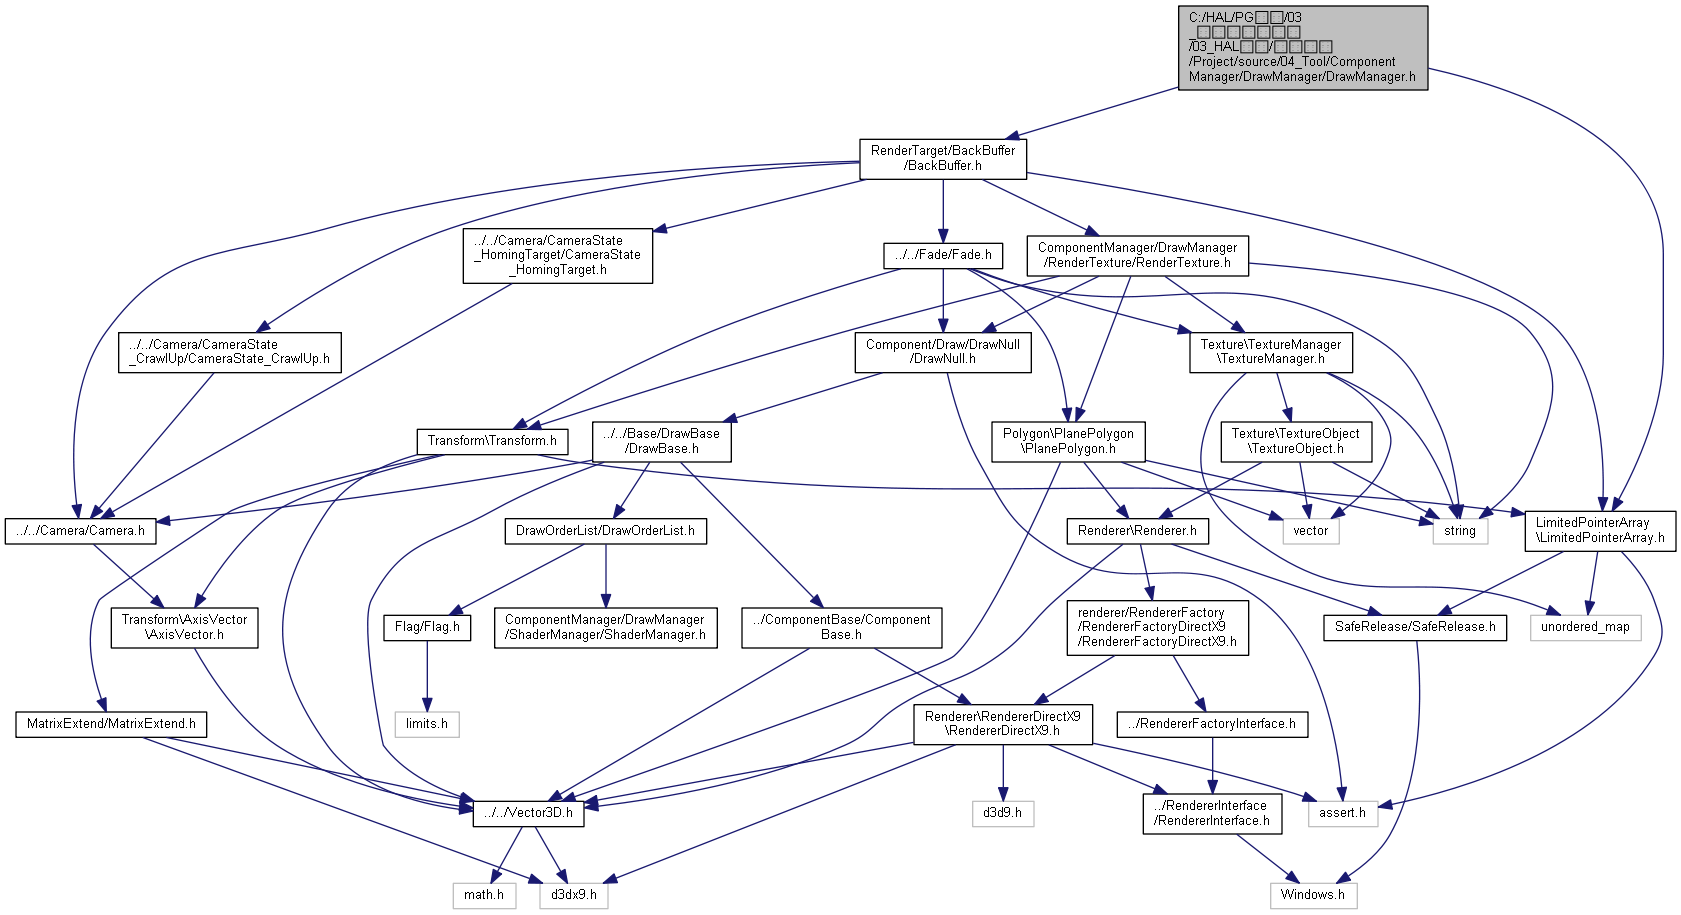 C:/HAL/PG□□/03
_□□□□□□□
/03_HAL□□/□□□□
/Project/source/04_Tool/Component
Manager/DrawManager/DrawManager.h
RenderTarget/BackBuffer
/BackBuffer.h
../../Camera/CameraState
_HomingTarget/CameraState
_HomingTarget.h
../../Fade/Fade.h
ComponentManager/DrawManager
/RenderTexture/RenderTexture.h
../../Camera/CameraState
_CrawlUp/CameraState_CrawlUp.h
Component/Draw/DrawNull
/DrawNull.h
Texture\TextureManager
\TextureManager.h
Transform\Transform.h
../../Base/DrawBase
/DrawBase.h
Polygon\PlanePolygon
\PlanePolygon.h
Texture\TextureObject
\TextureObject.h
../../Camera/Camera.h
DrawOrderList/DrawOrderList.h
Renderer\Renderer.h
vector
string
LimitedPointerArray
\LimitedPointerArray.h
Transform\AxisVector
\AxisVector.h
Flag/Flag.h
ComponentManager/DrawManager
/ShaderManager/ShaderManager.h
../ComponentBase/Component
Base.h
renderer/RendererFactory
/RendererFactoryDirectX9
/RendererFactoryDirectX9.h
SafeRelease/SafeRelease.h
unordered_map
MatrixExtend/MatrixExtend.h
limits.h
Renderer\RendererDirectX9
\RendererDirectX9.h
../RendererFactoryInterface.h
../../Vector3D.h
d3d9.h
../RendererInterface
/RendererInterface.h
assert.h
math.h
d3dx9.h
Windows.h